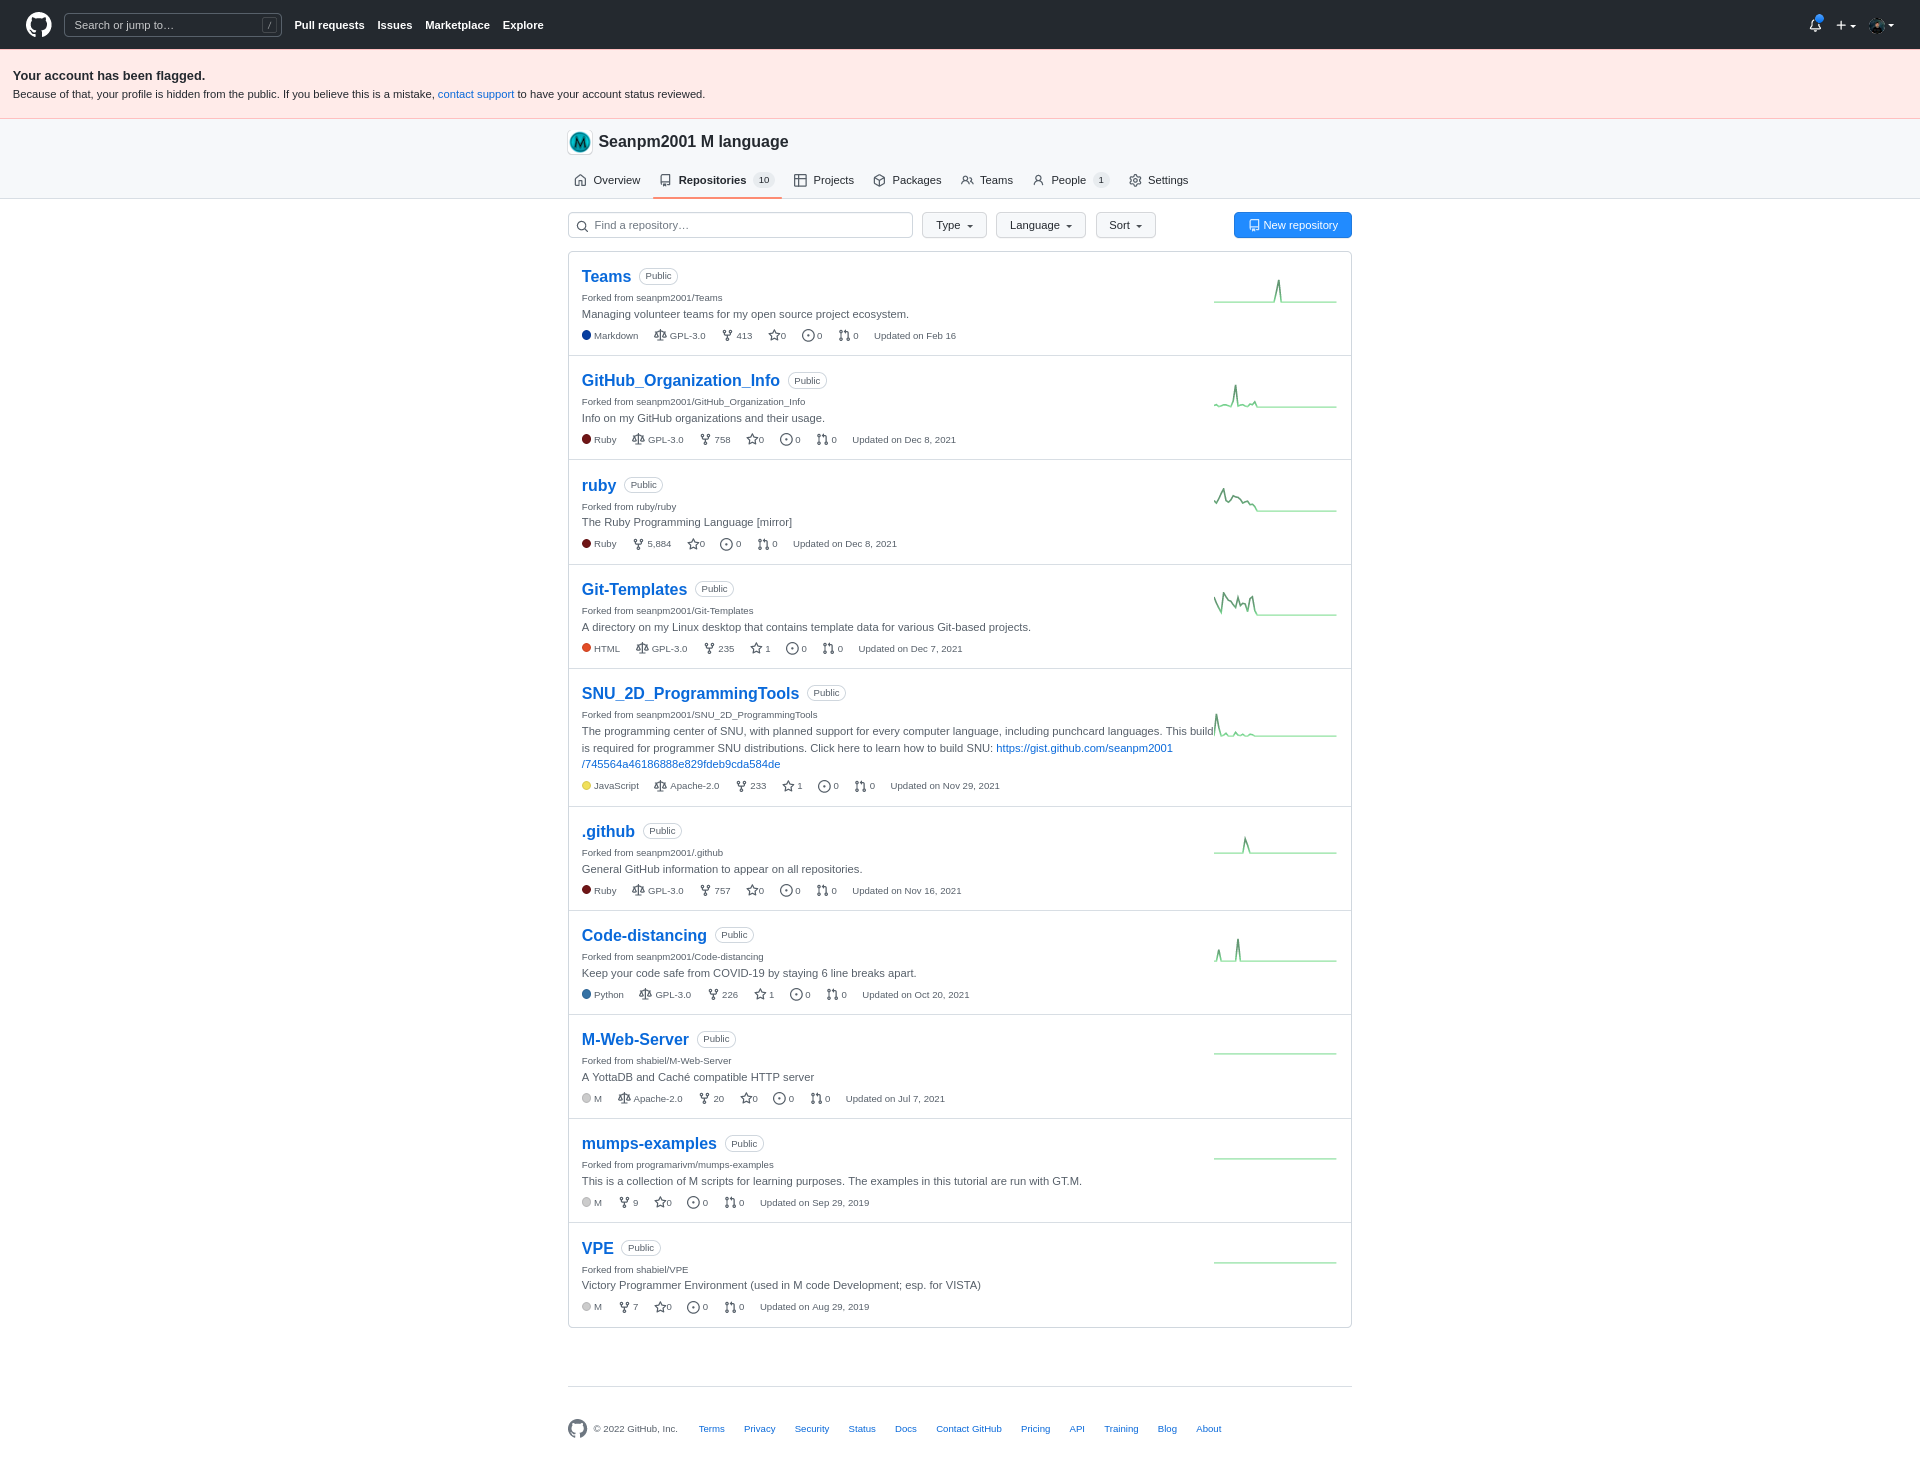 Search or jump to… /
Pull requests Issues Marketplace Explore
Your account has been flagged.
Because of that, your profile is hidden from the public. If you believe this is a mistake, contact support to have your account status reviewed.
M Seanpm2001 M language
Overview Repositories 10 Projects Packages Teams People 1 Settings
Find a repository… Type Language Sort New repository
Teams Public
Forked from seanpm2001/Teams
Managing volunteer teams for my open source project ecosystem.
Markdown GPL-3.0 413 0 0 0 Updated on Feb 16
GitHub_Organization_Info Public
Forked from seanpm2001/GitHub_Organization_Info
Info on my GitHub organizations and their usage.
Ruby GPL-3.0 758 0 0 0 Updated on Dec 8, 2021
ruby Public
Forked from ruby/ruby
The Ruby Programming Language [mirror]
Ruby 5,884 0 0 0 Updated on Dec 8, 2021
Git-Templates Public
Forked from seanpm2001/Git-Templates
A directory on my Linux desktop that contains template data for various Git-based projects.
HTML GPL-3.0 235 1 0 0 Updated on Dec 7, 2021
SNU_2D_ProgrammingTools Public
Forked from seanpm2001/SNU_2D_ProgrammingTools
The programming center of SNU, with planned support for every computer language, including punchcard languages. This build
is required for programmer SNU distributions. Click here to learn how to build SNU: https://gist.github.com/seanpm2001
/745564a46186888e829fdeb9cda584de
JavaScript Apache-2.0 233 1 0 0 Updated on Nov 29, 2021
.github Public
Forked from seanpm2001/.github
General GitHub information to appear on all repositories.
Ruby GPL-3.0 757 0 0 0 Updated on Nov 16, 2021
Code-distancing Public
Forked from seanpm2001/Code-distancing
Keep your code safe from COVID-19 by staying 6 line breaks apart.
Python GPL-3.0 226 1 0 0 Updated on Oct 20, 2021
M-Web-Server Public
Forked from shabiel/M-Web-Server
A YottaDB and Caché compatible HTTP server
M Apache-2.0 20 0 0 0 Updated on Jul 7, 2021
mumps-examples Public
Forked from programarivm/mumps-examples
This is a collection of M scripts for learning purposes. The examples in this tutorial are run with GT.M.
M 9 0 0 0 Updated on Sep 29, 2019
VPE Public
Forked from shabiel/VPE
Victory Programmer Environment (used in M code Development; esp. for VISTA)
M 7 0 0 0 Updated on Aug 29, 2019
© 2022 GitHub, Inc. Terms Privacy Security Status Docs Contact GitHub Pricing API Training Blog About